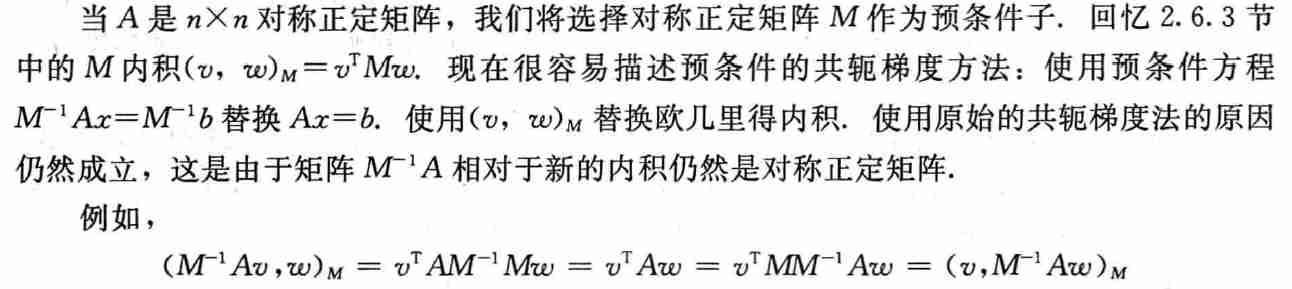 当 A 是 n×n 对称正定矩阵，我们将选择对称正定矩阵 M 作为预条件子. 回忆 2.6.3 节
中的 M 内积(v, w)_M=v^T Mw. 现在很容易描述预条件的共轭梯度方法：使用预条件方程
M^{-1}Ax=M^{-1}b 替换 Ax=b. 使用(v, w)_M 替换欧几里得内积. 使用原始的共轭梯度法的原因
仍然成立，这是由于矩阵 M^{-1}A 相对于新的内积仍然是对称正定矩阵.
例如，
(M^{-1}Av,w)_M = v^T AM^{-1}Mw = v^T Aw = v^T MM^{-1}Aw = (v,M^{-1}Aw)_M